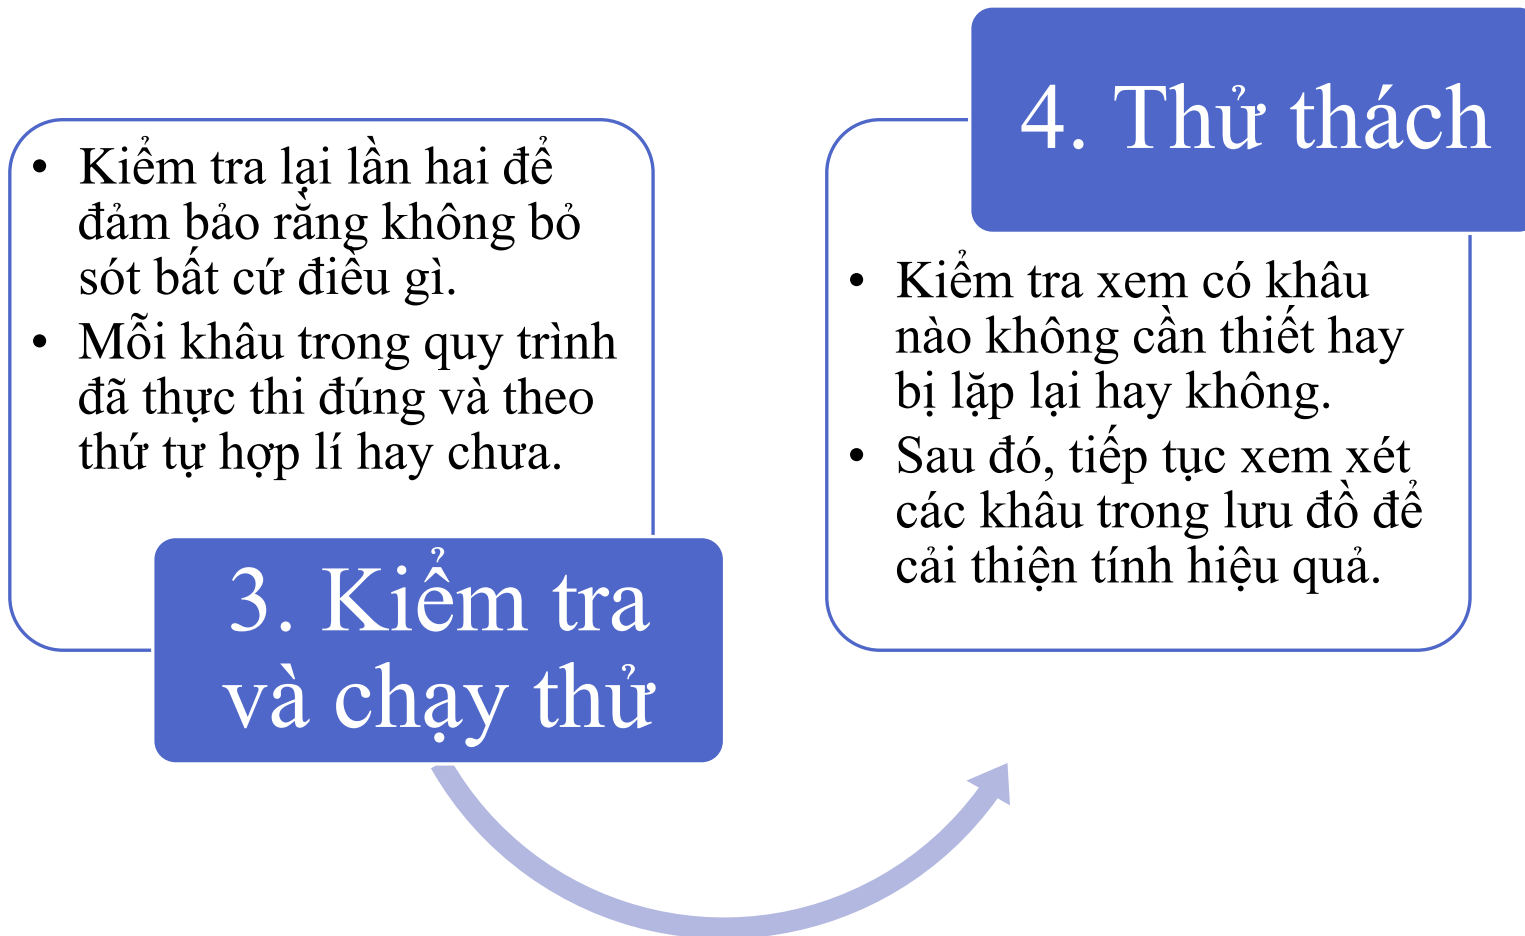 • Kiểm tra lại lần hai để
đảm bảo rằng không bỏ
sót bất cứ điều gì.
• Mỗi khâu trong quy trình
đã thực thi đúng và theo
thứ tự hợp lí hay chưa.
3. Kiểm tra
và chạy thử
4. Thử thách
• Kiểm tra xem có khâu
nào không cần thiết hay
bị lặp lại hay không.
• Sau đó, tiếp tục xem xét
các khâu trong lưu đồ để
cải thiện tính hiệu quả.